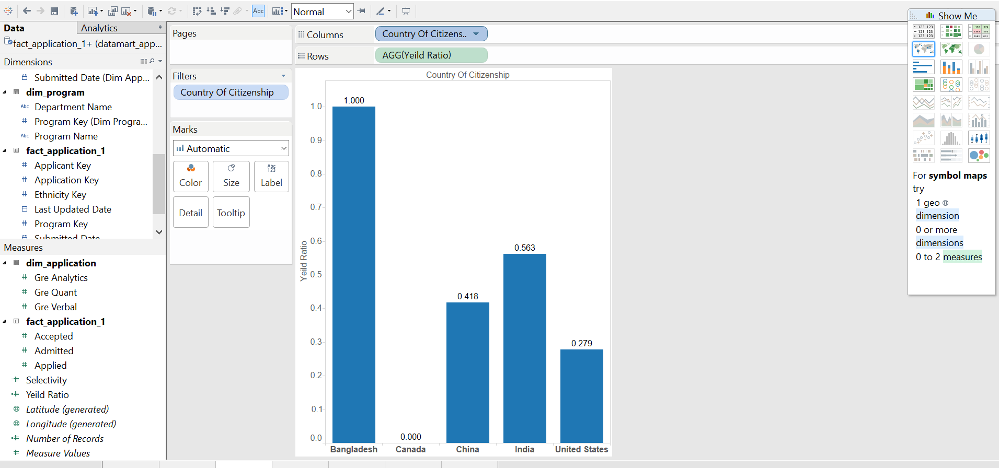 Abc
Normal
Show Me
Data
Analytics
fact_application_1+ (datamart_app...
Dimensions
Submitted Date (Dim App...
dim_program
Abc Department Name
Program Key (Dim Progra...
Abc Program Name
fact_application_1
Applicant Key
Application Key
Ethnicity Key
Last Updated Date
Program Key
Submitted Date
Measures
dim_application
Gre Analytics
Gre Quant
Gre Verbal
fact_application_1
Accepted
Admitted
Applied
Selectivity
Yeild Ratio
Latitude (generated)
Longitude (generated)
Number of Records
Measure Values
Pages
Filters
Country Of Citizenship
Marks
Automatic
Color
Size
Abc
123
Label
Detail
Tooltip
Columns
Country Of Citizens..
Rows
AGG(Yeild Ratio)
Country Of Citizenship
Yeild Ratio
1.0
0.9
0.8
0.7
0.6
0.5
0.4
0.3
0.2
0.1
0.0
1.000
0.000
0.418
0.563
0.279
Bangladesh
Canada
China
India
United States
For symbol maps
try
1 geo
dimension
0 or more
dimensions
0 to 2 measures